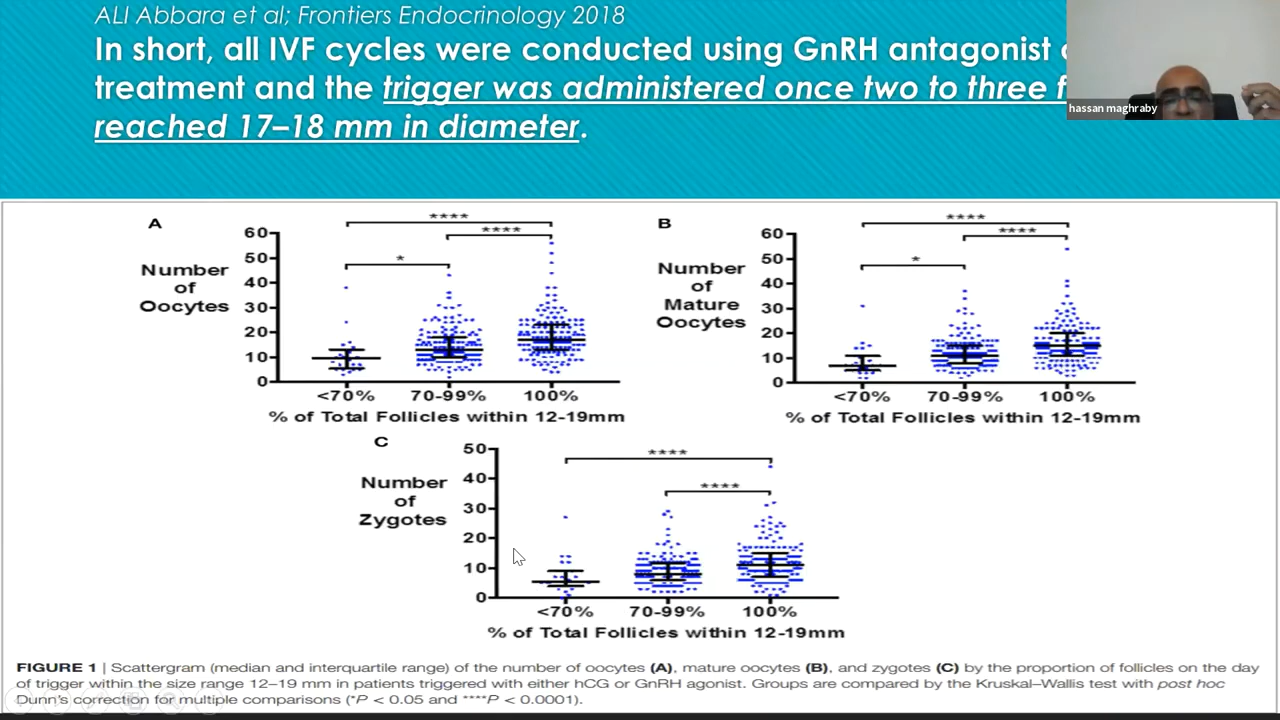 ALI Abbara et al; Frontiers Endocrinology 2018
In short, all IVF cycles were conducted using GnRH antagonist
treatment and the trigger was administered once two to three
reached 17–18 mm in diameter.
hassan maghraby
A
Number
of
Oocytes
60
50
40
30
20
10
0
****
****
*
<70% 70-99% 100%
% of Total Follicles within 12-19mm
B
Number
of
Mature
Oocytes
60
50
40
30
20
10
0
****
****
*
<70% 70-99% 100%
% of Total Follicles within 12-19mm
C
Number
of
Zygotes
50
40
30
20
10
0
****
****
<70% 70-99% 100%
% of Total Follicles within 12-19mm
FIGURE 1 | Scattergram (median and interquartile range) of the number of oocytes (A), mature oocytes (B), and zygotes (C) by the proportion of follicles on the day
of trigger within the size range 12–19 mm in patients triggered with either hCG or GnRH agonist. Groups are compared by the Kruskal–Wallis test with post hoc
Dunn's correction for multiple comparisons (*P < 0.05 and ****P < 0.0001).